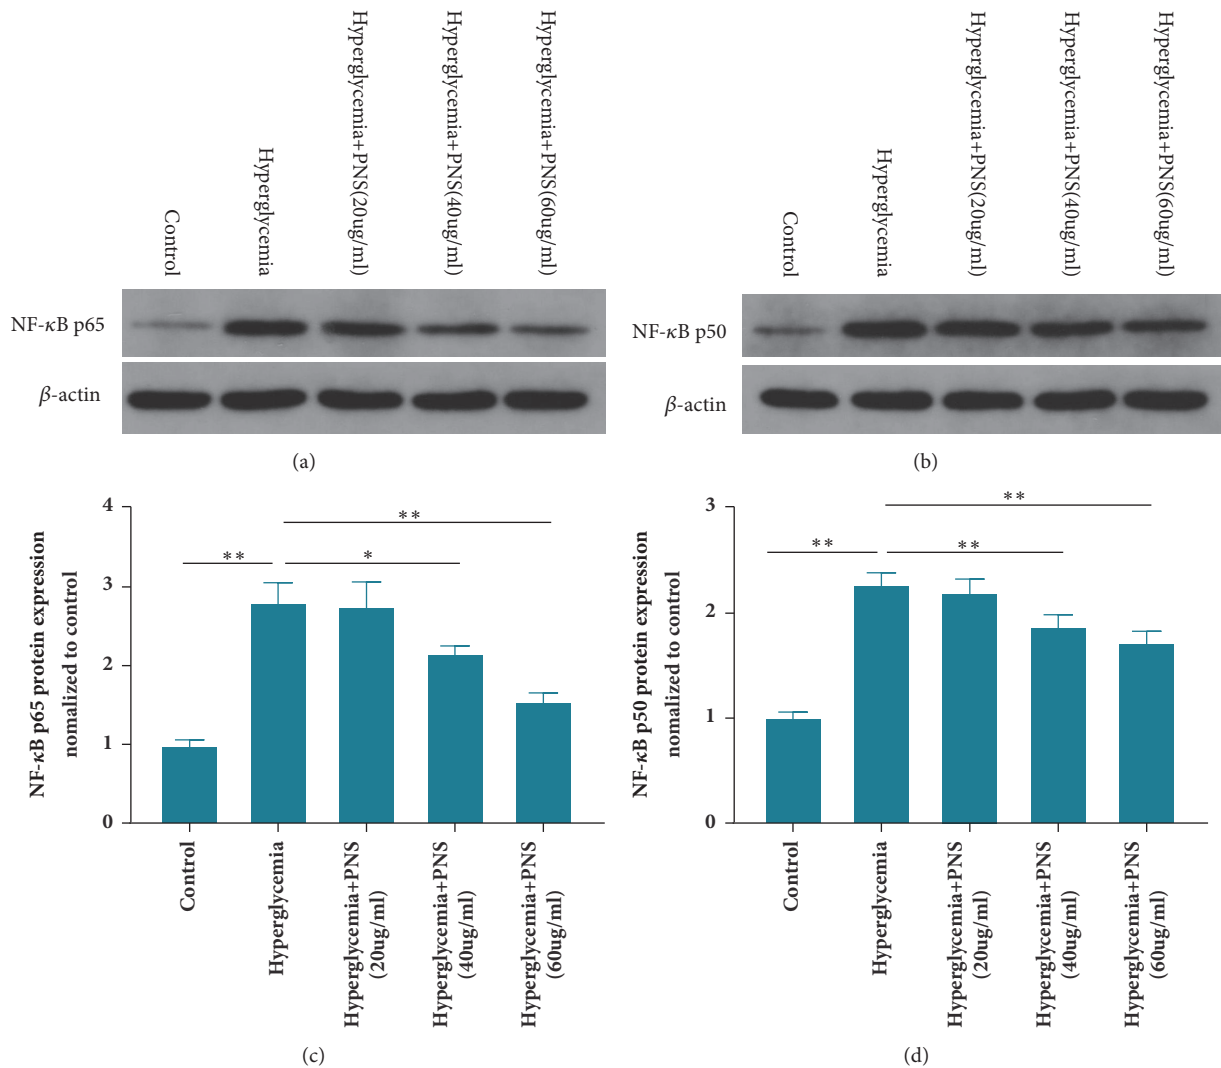 Control
Hyperglycemia
Hyperglycemia+PNS(20ug/ml)
Hyperglycemia+PNS(40ug/ml)
Hyperglycemia+PNS(60ug/ml)
NF-κB p65
β-actin
(a)
Control
Hyperglycemia
Hyperglycemia+PNS(20ug/ml)
Hyperglycemia+PNS(40ug/ml)
Hyperglycemia+PNS(60ug/ml)
NF-κB p50
β-actin
(b)
NF-κB p65 protein expression
nomalized to control
4
3
2
1
0
**
**
*
Control
Hyperglycemia
Hyperglycemia+PNS
(20ug/ml)
Hyperglycemia+PNS
(40ug/ml)
Hyperglycemia+PNS
(60ug/ml)
(c)
NF-κB p50 protein expression
nomalized to control
3
2
1
0
**
**
**
Control
Hyperglycemia
Hyperglycemia+PNS
(20ug/ml)
Hyperglycemia+PNS
(40ug/ml)
Hyperglycemia+PNS
(60ug/ml)
(d)